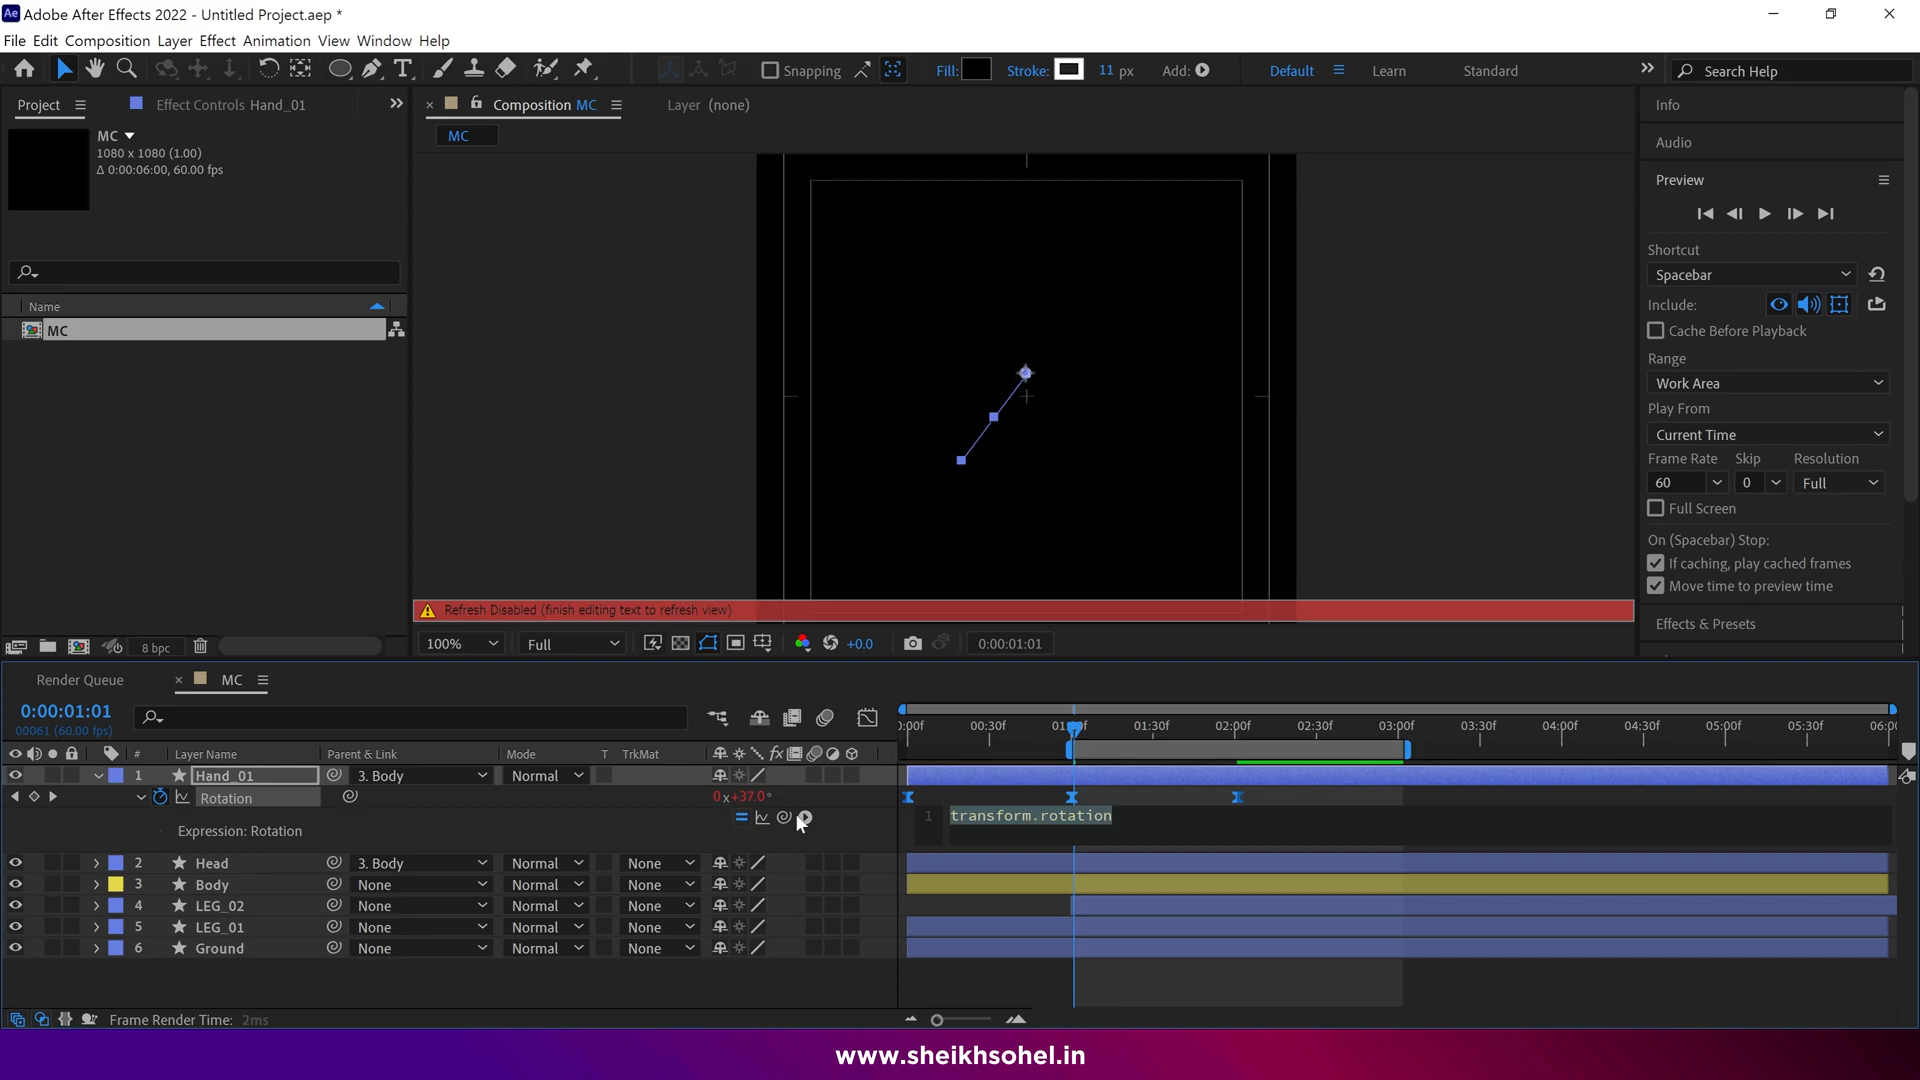 Adobe After Effects 2022 - Untitled Project.aep *
File Edit Composition Layer Effect Animation View Window Help
Snapping Fill: Stroke: 11 px Add: Default Learn Standard Search Help
Project Effect Controls Hand_01 Composition MC Layer (none) Info
MC
1080 x 1080 (1.00)
Δ 0:00:06:00, 60.00 fps
MC
Audio
Preview
Shortcut
Spacebar
Include:
Cache Before Playback
Range
Work Area
Play From
Current Time
Frame Rate Skip Resolution
60 0 Full
Full Screen
On (Spacebar) Stop:
If caching, play cached frames
Move time to preview time
Effects & Presets
Name
MC
Refresh Disabled (finish editing text to refresh view)
8 bpc 100% Full +0.0 0:00:01:01
Render Queue MC
0:00:01:01
00061 (60.00 fps)
0:00f 00:30f 01:00f 01:30f 02:00f 02:30f 03:00f 03:30f 04:00f 04:30f 05:00f 05:30f 06:0
# Layer Name Parent & Link Mode T TrkMat
1 Hand_01 3. Body Normal
Rotation 0x+37.0°
1 transform.rotation
Expression: Rotation
2 Head 3. Body Normal None
3 Body None Normal None
4 LEG_02 None Normal None
5 LEG_01 None Normal None
6 Ground None Normal None
Frame Render Time: 2ms
www.sheikhsohel.in